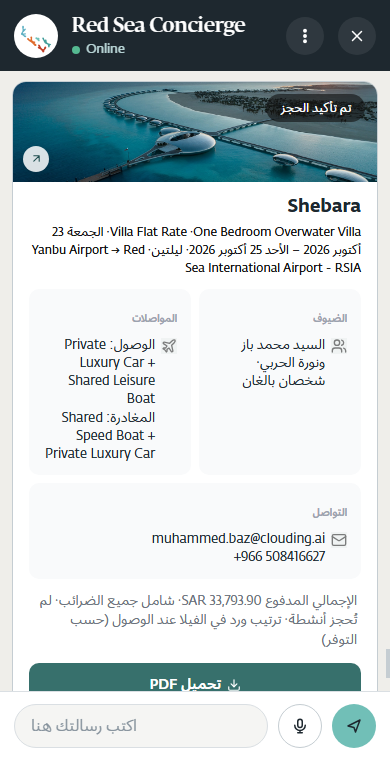 Red Sea Concierge
Online
تم تأكيد الحجز
Shebara
Villa Flat Rate ·One Bedroom Overwater Villa· الجمعة 23
أكتوبر 2026 – الأحد 25 أكتوبر 2026· ليلتين· Yanbu Airport → Red
Sea International Airport - RSIA
الضيوف
السيد محمد باز
ونورة الحربي·
شخصان بالغان
المواصلات
الوصول: Private
Luxury Car +
Shared Leisure
Boat
المغادرة: Shared
Speed Boat +
Private Luxury Car
التواصل
muhammed.baz@clouding.ai
+966 508416627
الإجمالي المدفوع SAR 33,793.90· شامل جميع الضرائب· لم
تُحجز أنشطة· ترتيب ورد في الفيلا عند الوصول (حسب
التوفر)
تحميل PDF
اكتب رسالتك هنا